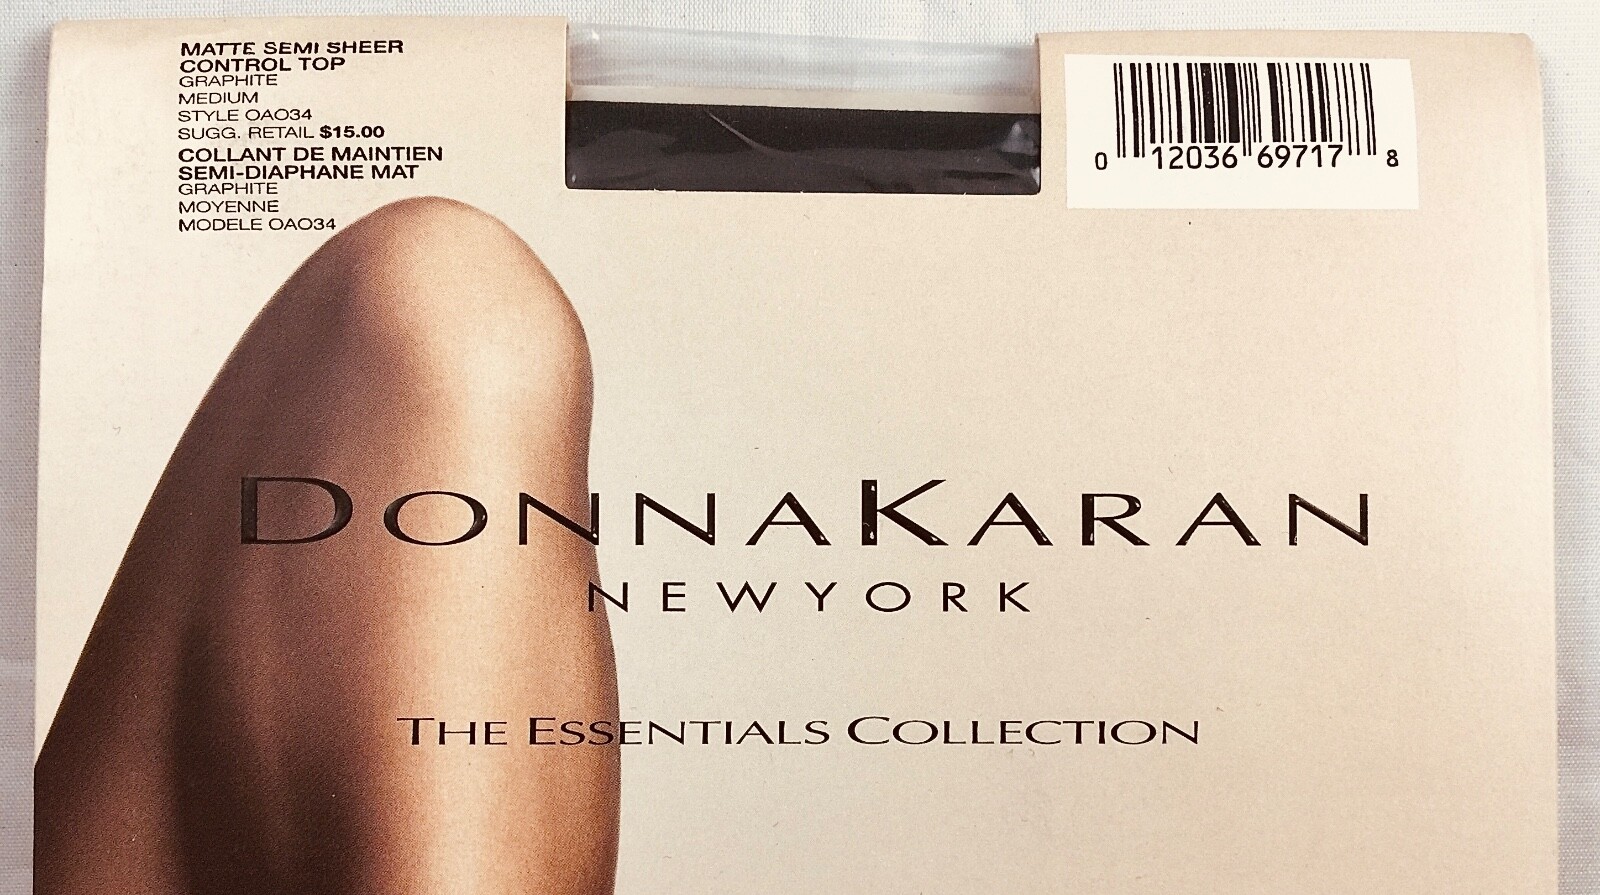 MATTE SEMI SHEER
CONTROL TOP
GRAPHITE
MEDIUM
STYLE OAO34
SUGG. RETAIL $15.00
COLLANT DE MAINTIEN
SEMI-DIAPHANE MAT
GRAPHITE
MOYENNE
MODELE OAO34
0 12036 69717 8
DONNAKARAN
NEWYORK
THE ESSENTIALS COLLECTION